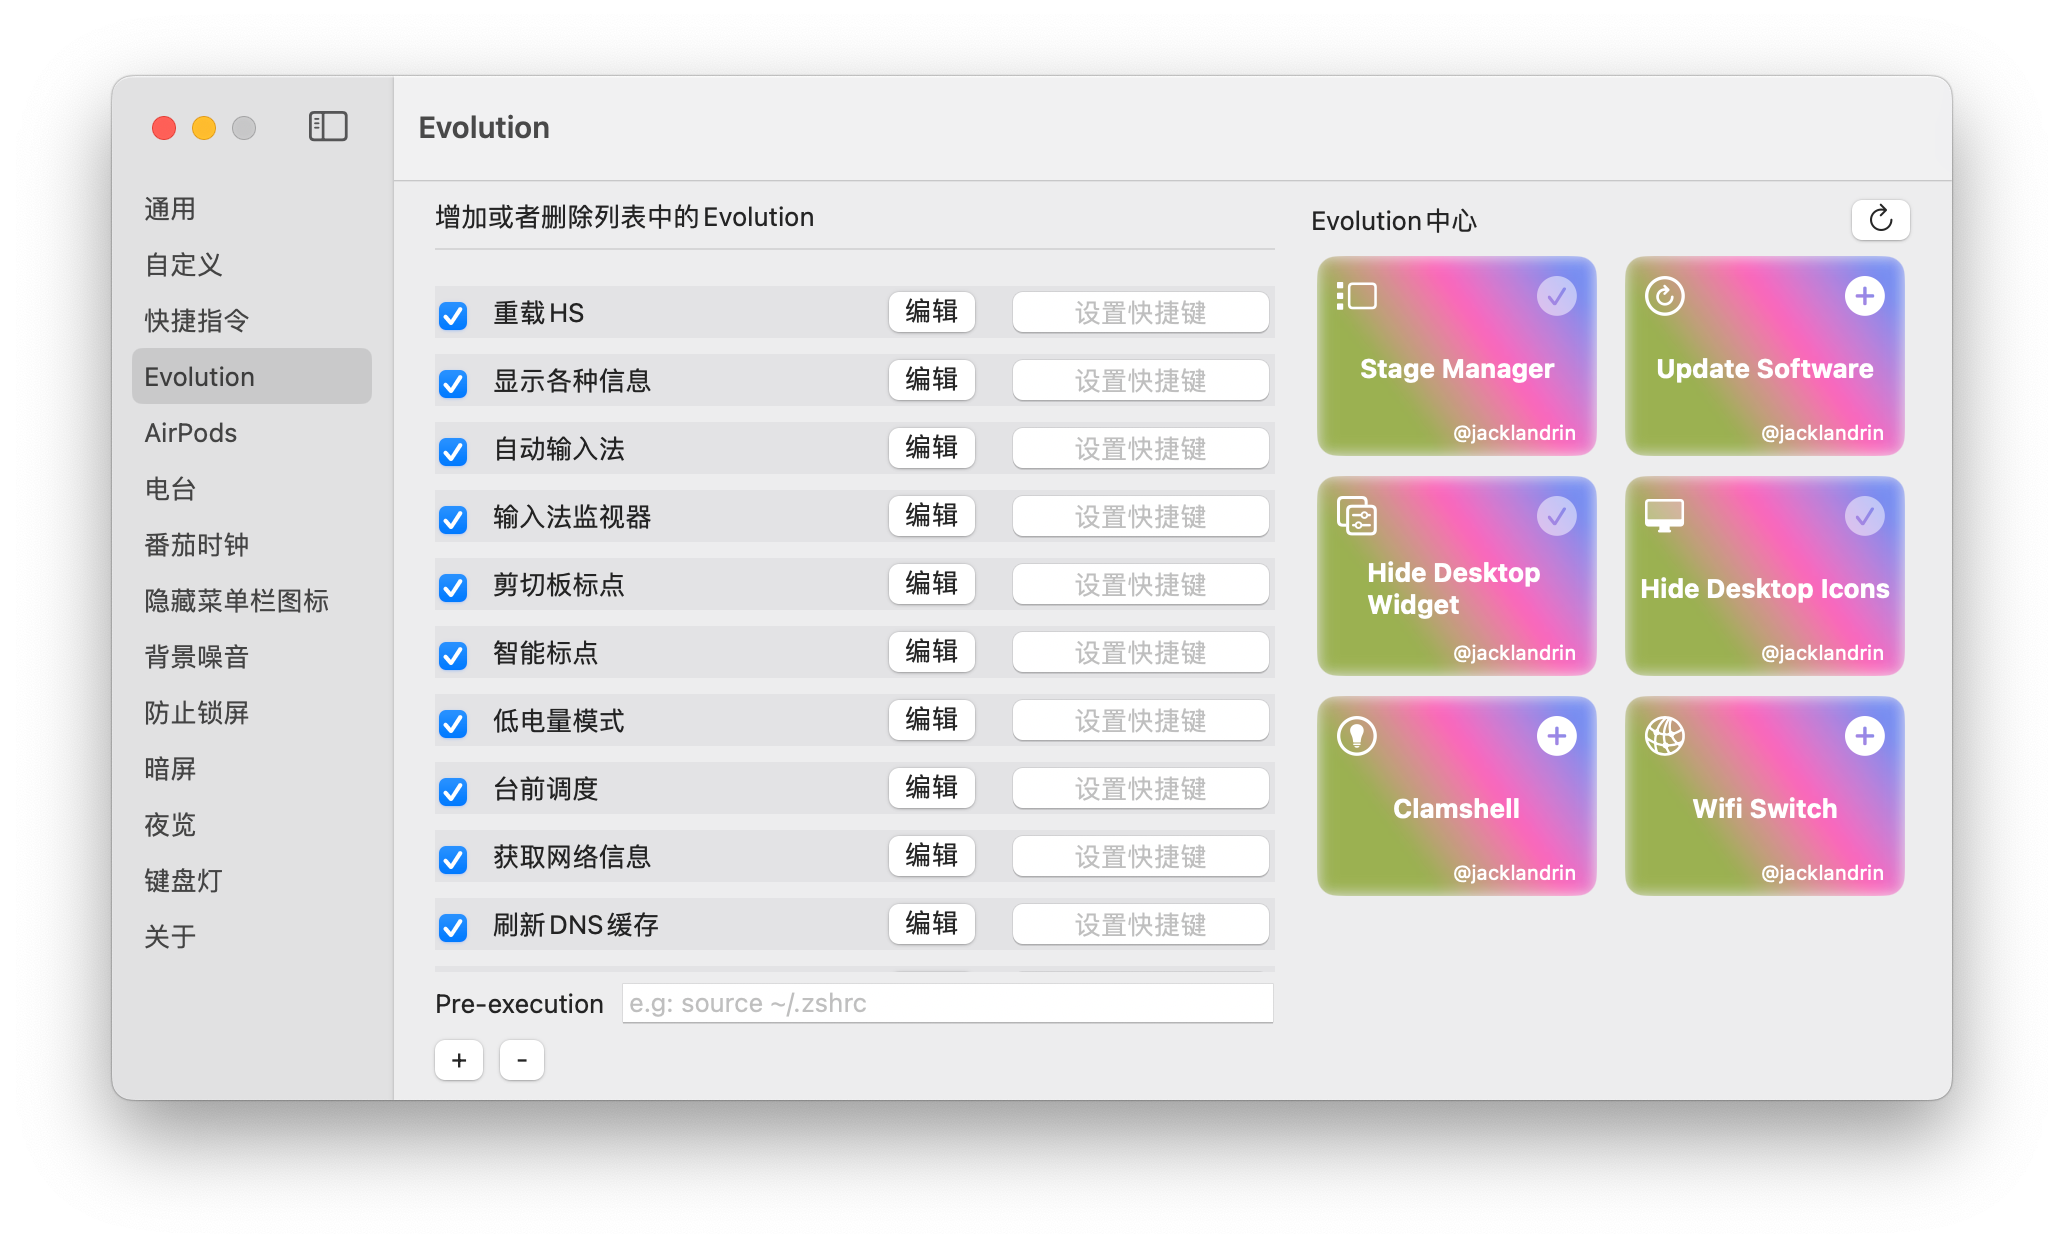 Evolution
通用
自定义
快捷指令
Evolution
AirPods
电台
番茄时钟
隐藏菜单栏图标
背景噪音
防止锁屏
暗屏
夜览
键盘灯
关于
增加或者删除列表中的Evolution
重载HS 编辑 设置快捷键
显示各种信息 编辑 设置快捷键
自动输入法 编辑 设置快捷键
输入法监视器 编辑 设置快捷键
剪切板标点 编辑 设置快捷键
智能标点 编辑 设置快捷键
低电量模式 编辑 设置快捷键
台前调度 编辑 设置快捷键
获取网络信息 编辑 设置快捷键
刷新DNS缓存 编辑 设置快捷键
Pre-execution e.g: source ~/.zshrc
+ -
Evolution中心
Stage Manager
@jacklandrin
Update Software
@jacklandrin
Hide Desktop
Widget
@jacklandrin
Hide Desktop Icons
@jacklandrin
Clamshell
@jacklandrin
Wifi Switch
@jacklandrin